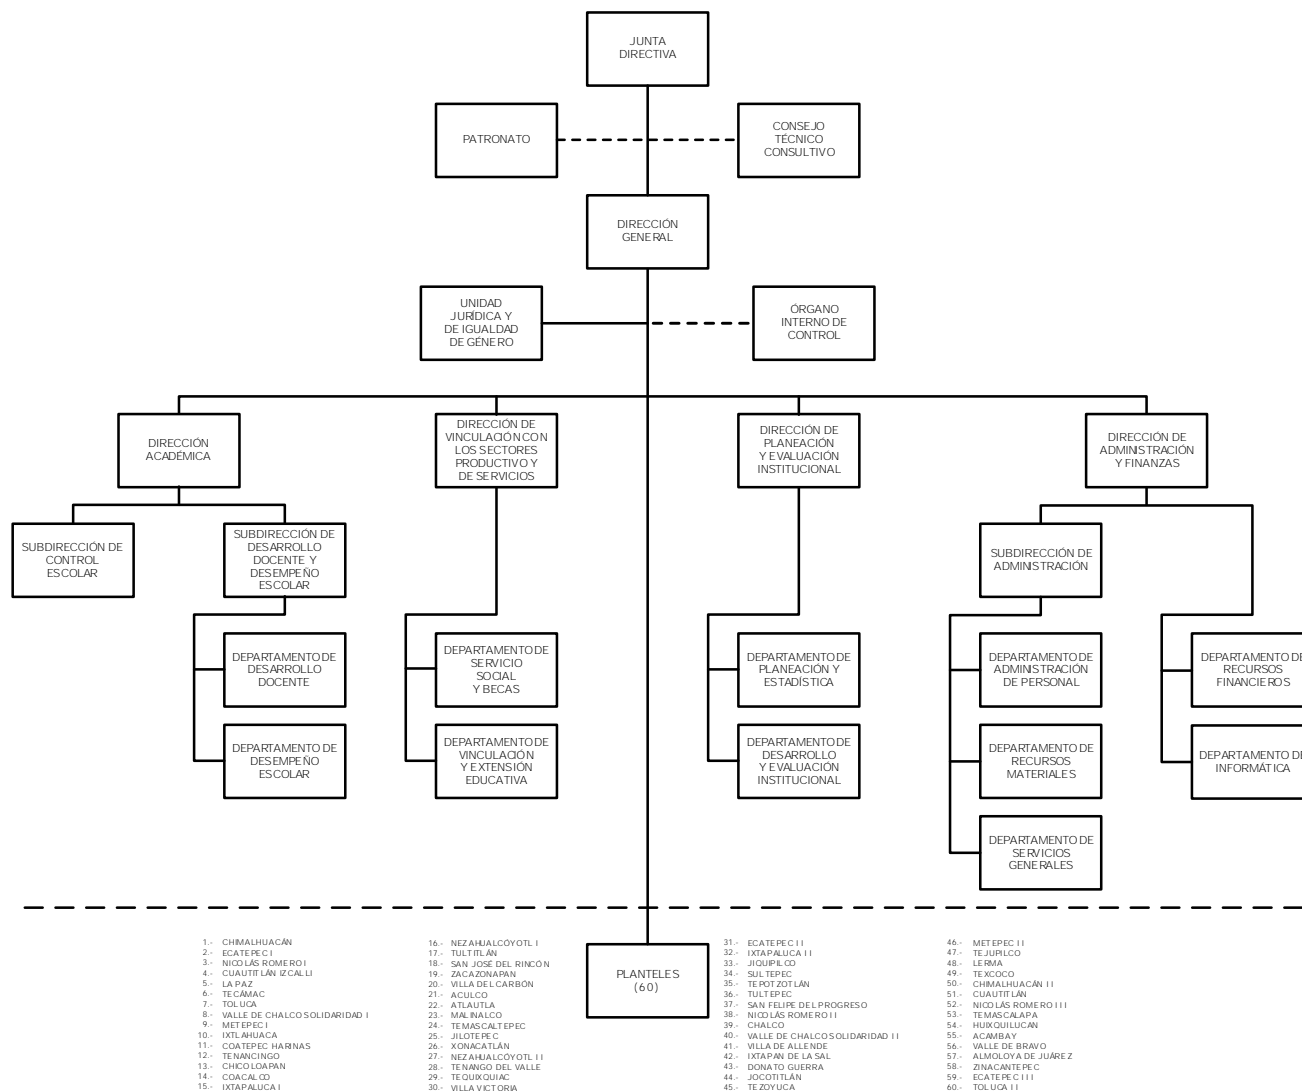 JUNTA
DIRECTIVA
PATRONATO
CONSEJO
TÉCNICO
CONSULTIVO
DIRECCIÓN
GENERAL
UNIDAD
JURÍDICA Y
DE IGUALDAD
DE GÉNERO
ÓRGANO
INTERNO DE
CONTROL
DIRECCIÓN
ACADÉMICA
DIRECCIÓN DE
VINCULACIÓN CON
LOS SECTORES
PRODUCTIVO Y
DE SERVICIOS
DIRECCIÓN DE
PLANEACIÓN
Y EVALUACIÓN
INSTITUCIONAL
DIRECCIÓN DE
ADMINISTRACIÓN
Y FINANZAS
SUBDIRECCIÓN DE
CONTROL
ESCOLAR
SUBDIRECCIÓN DE
DESARROLLO
DOCENTE Y
DESEMPEÑO
ESCOLAR
SUBDIRECCIÓN DE
ADMINISTRACIÓN
DEPARTAMENTO DE
DESARROLLO
DOCENTE
DEPARTAMENTO DE
SERVICIO
SOCIAL
Y BECAS
DEPARTAMENTO DE
PLANEACIÓN Y
ESTADÍSTICA
DEPARTAMENTO DE
ADMINISTRACIÓN
DE PERSONAL
DEPARTAMENTO DE
RECURSOS
FINANCIEROS
DEPARTAMENTO DE
DESEMPEÑO
ESCOLAR
DEPARTAMENTO DE
VINCULACIÓN
Y EXTENSIÓN
EDUCATIVA
DEPARTAMENTO DE
DESARROLLO
Y EVALUACIÓN
INSTITUCIONAL
DEPARTAMENTO DE
RECURSOS
MATERIALES
DEPARTAMENTO DE
INFORMÁTICA
DEPARTAMENTO DE
SERVICIOS
GENERALES
1.- CHIMALHUACÁN
2.- ECATEPEC I
3.- NICOLÁS ROMERO I
4.- CUAUTITLÁN IZCALLI
5.- LA PAZ
6.- TECÁMAC
7.- TOLUCA
8.- VALLE DE CHALCO SOLIDARIDAD I
9.- METEPEC I
10.- IXTLAHUACA
11.- COATEPEC HARINAS
12.- TENANCINGO
13.- CHICOLOAPAN
14.- COACALCO
15.- IXTAPALUCA I
16.- NEZAHUALCÓYOTL I
17.- TULTITLÁN
18.- SAN JOSÉ DEL RINCÓN
19.- ZACAZONAPAN
20.- VILLA DEL CARBÓN
21.- ACULCO
22.- ATLAUTLA
23.- MALINALCO
24.- TEMASCALTEPEC
25.- JILOTEPEC
26.- XONACATLÁN
27.- NEZAHUALCÓYOTL II
28.- TENANGO DEL VALLE
29.- TEQUIXQUIAC
30.- VILLA VICTORIA
PLANTELES
(60)
31.- ECATEPEC II
32.- IXTAPALUCA II
33.- JIQUIPILCO
34.- SULTEPEC
35.- TEPOTZOTLÁN
36.- TULTEPEC
37.- SAN FELIPE DEL PROGRESO
38.- NICOLÁS ROMERO II
39.- CHALCO
40.- VALLE DE CHALCO SOLIDARIDAD II
41.- VILLA DE ALLENDE
42.- IXTAPAN DE LA SAL
43.- DONATO GUERRA
44.- JOCOTITLÁN
45.- TEZOYUCA
46.- METEPEC II
47.- TEJUPILCO
48.- LERMA
49.- TEXCOCO
50.- CHIMALHUACÁN II
51.- CUAUTITLÁN
52.- NICOLÁS ROMERO III
53.- TEMASCALAPA
54.- HUIXQUILUCAN
55.- ACAMBAY
56.- VALLE DE BRAVO
57.- ALMOLOYA DE JUÁREZ
58.- ZINACANTEPEC
59.- ECATEPEC III
60.- TOLUCA II